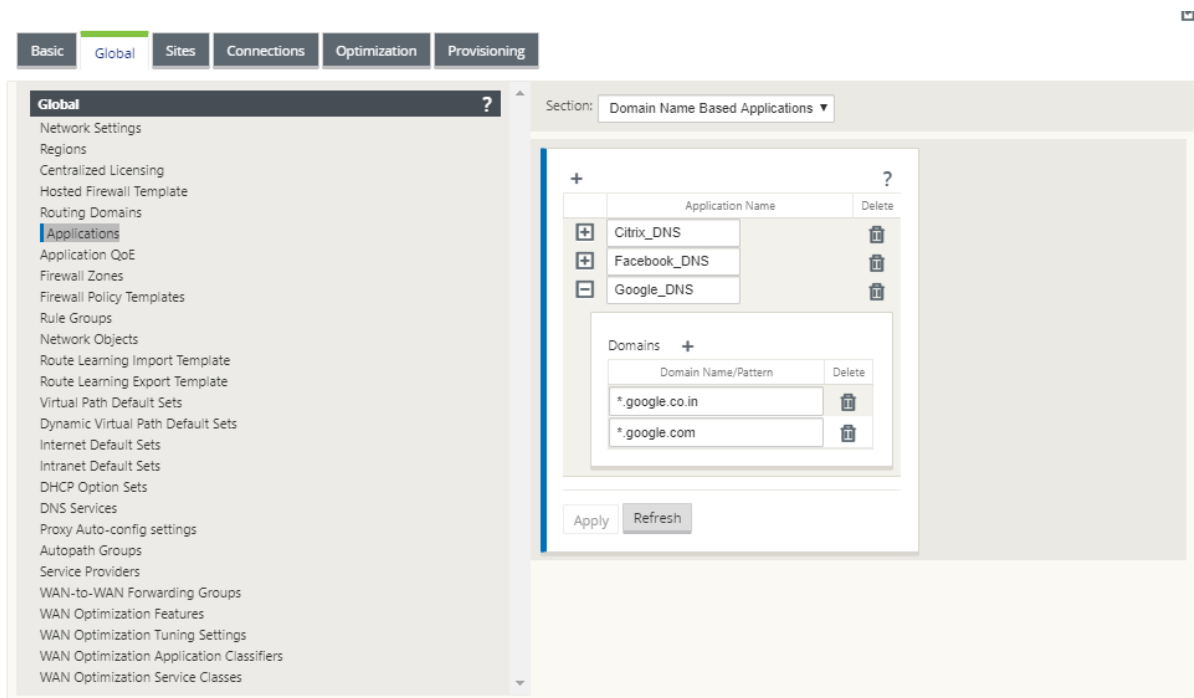 Basic Global Sites Connections Optimization Provisioning
Global ?
Network Settings
Regions
Centralized Licensing
Hosted Firewall Template
Routing Domains
Applications
Application QoE
Firewall Zones
Firewall Policy Templates
Rule Groups
Network Objects
Route Learning Import Template
Route Learning Export Template
Virtual Path Default Sets
Dynamic Virtual Path Default Sets
Internet Default Sets
Intranet Default Sets
DHCP Option Sets
DNS Services
Proxy Auto-config settings
Autopath Groups
Service Providers
WAN-to-WAN Forwarding Groups
WAN Optimization Features
WAN Optimization Tuning Settings
WAN Optimization Application Classifiers
WAN Optimization Service Classes
Section: Domain Name Based Applications ▼
+ ?
Application Name Delete
Citrix_DNS
Facebook_DNS
Google_DNS
Domains +
Domain Name/Pattern Delete
*.google.co.in
*.google.com
Apply Refresh